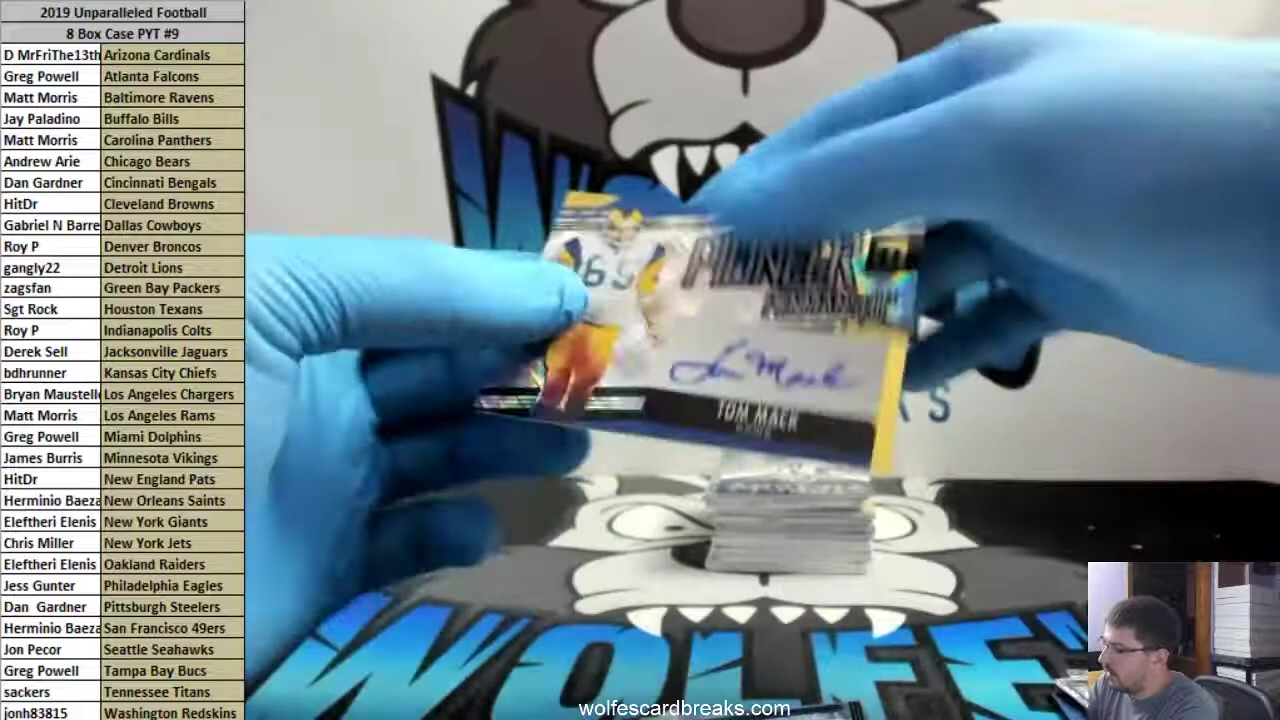 2019 Unparalleled Football
8 Box Case PYT #9
D MrFriThe13th Arizona Cardinals
Greg Powell Atlanta Falcons
Matt Morris Baltimore Ravens
Jay Paladino Buffalo Bills
Matt Morris Carolina Panthers
Andrew Arie Chicago Bears
Dan Gardner Cincinnati Bengals
HitDr Cleveland Browns
Gabriel N Barre Dallas Cowboys
Roy P Denver Broncos
gangly22 Detroit Lions
zagsfan Green Bay Packers
Sgt Rock Houston Texans
Roy P Indianapolis Colts
Derek Sell Jacksonville Jaguars
bdhrunner Kansas City Chiefs
Bryan Maustelle Los Angeles Chargers
Matt Morris Los Angeles Rams
Greg Powell Miami Dolphins
James Burris Minnesota Vikings
HitDr New England Pats
Herminio Baeza New Orleans Saints
Eleftheri Elenis New York Giants
Chris Miller New York Jets
Eleftheri Elenis Oakland Raiders
Jess Gunter Philadelphia Eagles
Dan Gardner Pittsburgh Steelers
Herminio Baeza San Francisco 49ers
Jon Pecor Seattle Seahawks
Greg Powell Tampa Bay Bucs
sackers Tennessee Titans
jonh83815 Washington Redskins
65
PIONEER
Tom Mack
TOM MACK
GUARD
WOLFE
wolfescardbreaks.com